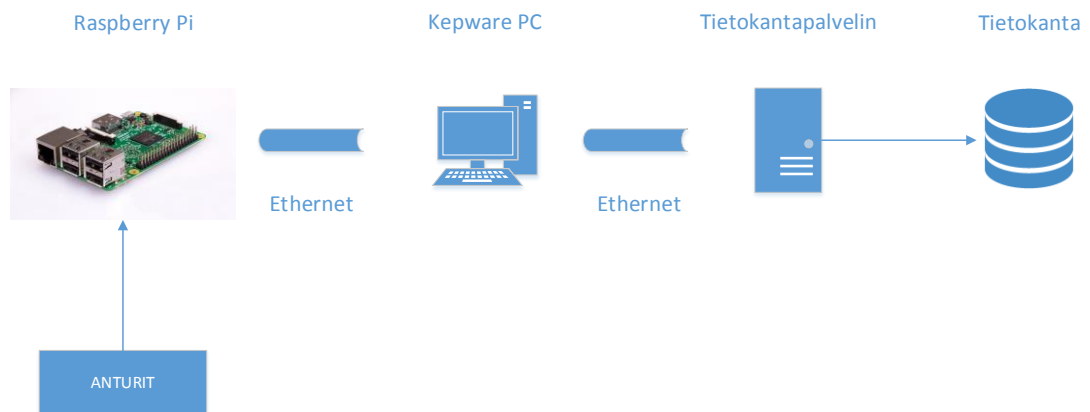 Raspberry Pi
Kepware PC
Tietokantapalvelin
Tietokanta
Ethernet
Ethernet
ANTURIT